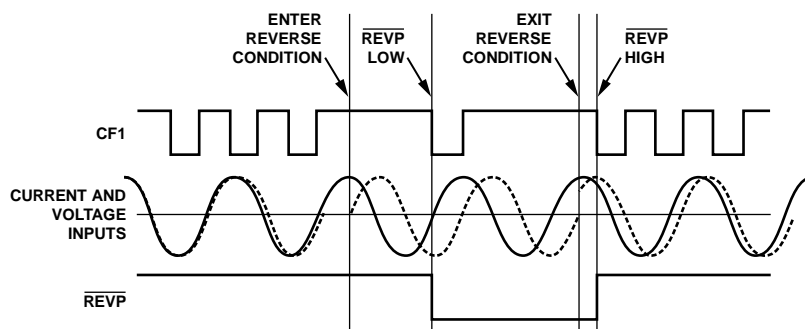 ENTER
REVERSE
CONDITION
REVP
LOW
EXIT
REVERSE
CONDITION
REVP
HIGH
CF1
CURRENT AND
VOLTAGE
INPUTS
REVP